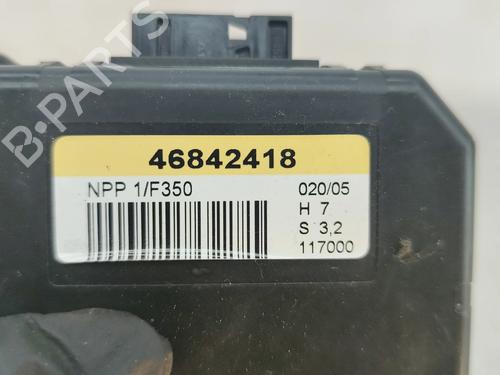 46842418
NPP 1/F350
020/05
H 7
S 3,2
117000
B-PARTS